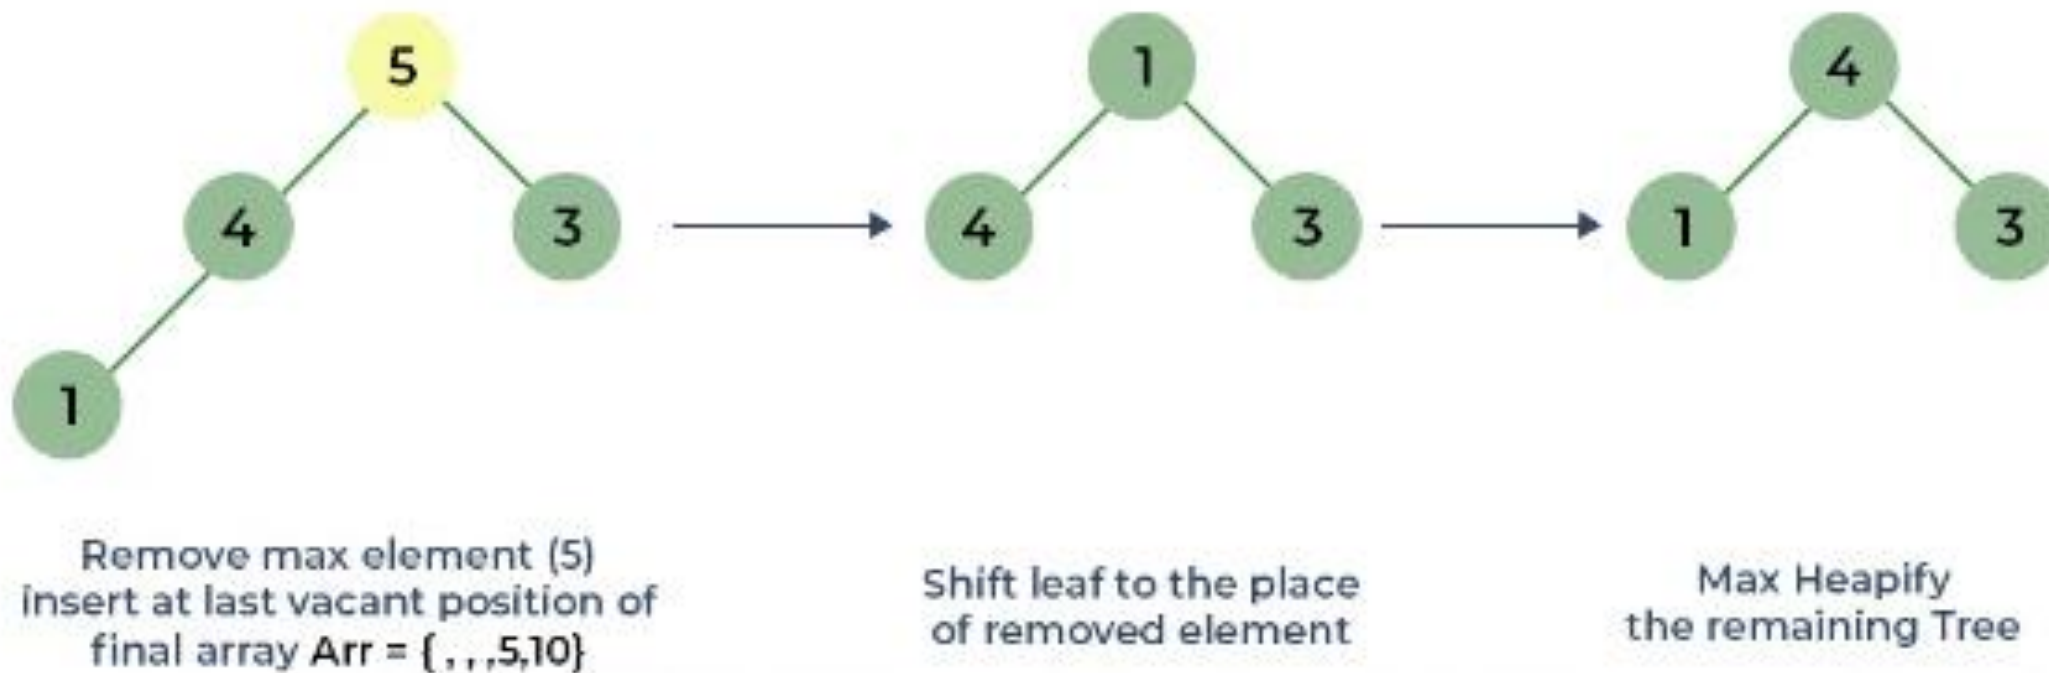 5
4
3
1
1
4
3
4
1
3
Remove max element (5)
insert at last vacant position of
final array Arr = { , , ,5,10}
Shift leaf to the place
of removed element
Max Heapify
the remaining Tree